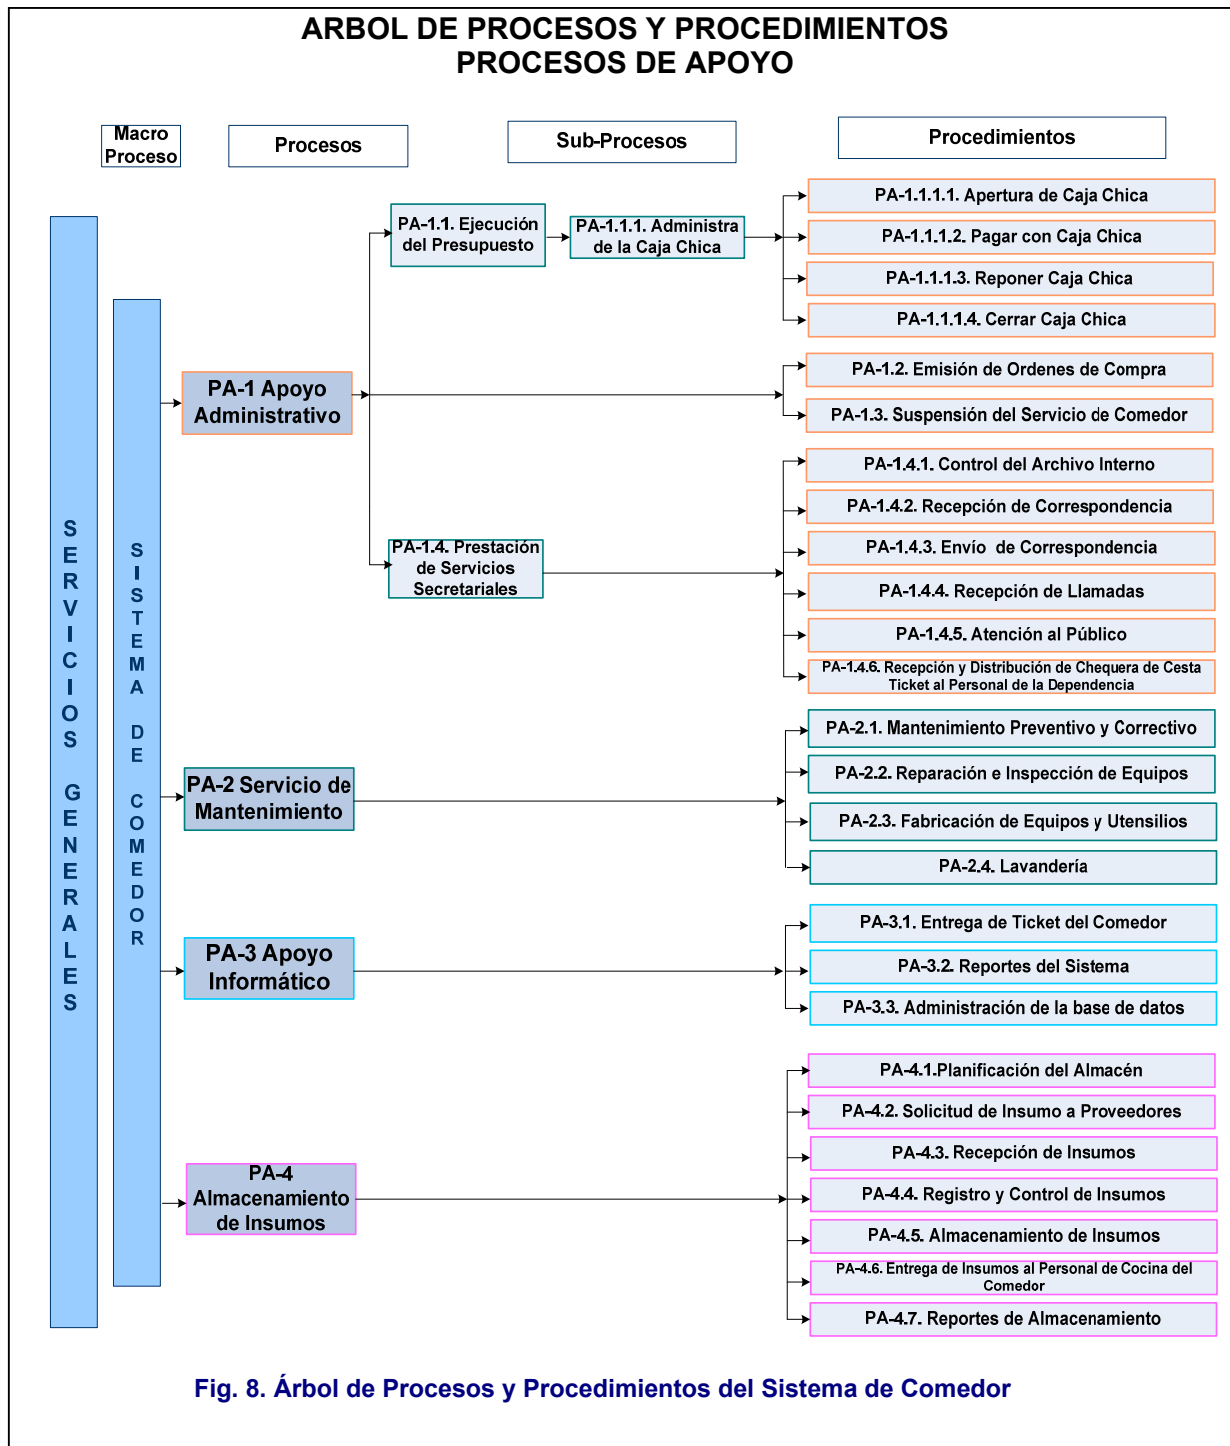 ARBOL DE PROCESOS Y PROCEDIMIENTOS
PROCESOS DE APOYO
Macro
Proceso
Procesos
Sub-Procesos
Procedimientos
SERVICIOS GENERALES
SISTEMA DE COMEDOR
PA-1 Apoyo
Administrativo
PA-1.1. Ejecución
del Presupuesto
PA-1.1.1. Administra
de la Caja Chica
PA-1.1.1.1. Apertura de Caja Chica
PA-1.1.1.2. Pagar con Caja Chica
PA-1.1.1.3. Reponer Caja Chica
PA-1.1.1.4. Cerrar Caja Chica
PA-1.2. Emisión de Ordenes de Compra
PA-1.3. Suspensión del Servicio de Comedor
PA-1.4. Prestación
de Servicios
Secretariales
PA-1.4.1. Control del Archivo Interno
PA-1.4.2. Recepción de Correspondencia
PA-1.4.3. Envío de Correspondencia
PA-1.4.4. Recepción de Llamadas
PA-1.4.5. Atención al Público
PA-1.4.6. Recepción y Distribución de Chequera de Cesta
Ticket al Personal de la Dependencia
PA-2 Servicio de
Mantenimiento
PA-2.1. Mantenimiento Preventivo y Correctivo
PA-2.2. Reparación e Inspección de Equipos
PA-2.3. Fabricación de Equipos y Utensilios
PA-2.4. Lavandería
PA-3 Apoyo
Informático
PA-3.1. Entrega de Ticket del Comedor
PA-3.2. Reportes del Sistema
PA-3.3. Administración de la base de datos
PA-4
Almacenamiento
de Insumos
PA-4.1.Planificación del Almacén
PA-4.2. Solicitud de Insumo a Proveedores
PA-4.3. Recepción de Insumos
PA-4.4. Registro y Control de Insumos
PA-4.5. Almacenamiento de Insumos
PA-4.6. Entrega de Insumos al Personal de Cocina del
Comedor
PA-4.7. Reportes de Almacenamiento
Fig. 8. Árbol de Procesos y Procedimientos del Sistema de Comedor